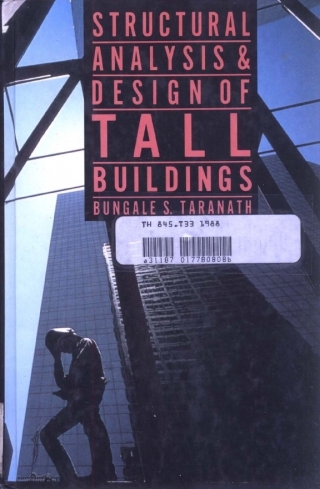 STRUCTURAL
ANALYSIS &
DESIGN OF
TALL
BUILDINGS
BUNGALE S. TARANATH
TH 845.T33 1988